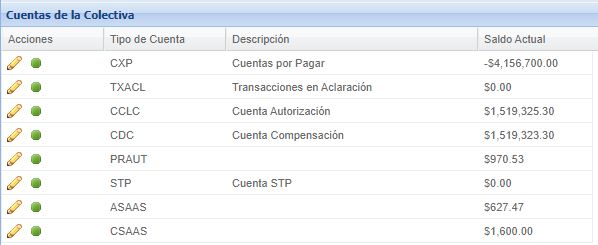 Cuentas de la Colectiva
Acciones Tipo de Cuenta Descripción Saldo Actual
CXP Cuentas por Pagar -$4,156,700.00
TXACL Transacciones en Aclaración $0.00
CCLC Cuenta Autorización $1,519,325.30
CDC Cuenta Compensación $1,519,323.30
PRAUT $970.53
STP Cuenta STP $0.00
ASAAS $627.47
CSAAS $1,600.00